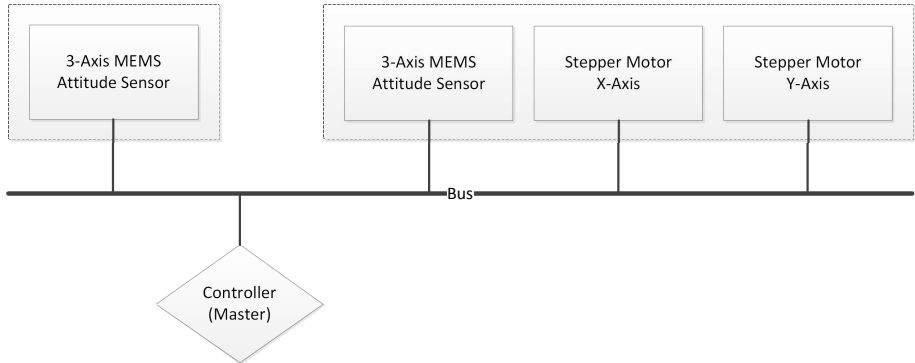 3-Axis MEMS
Attitude Sensor
3-Axis MEMS
Attitude Sensor
Stepper Motor
X-Axis
Stepper Motor
Y-Axis
Bus
Controller
(Master)